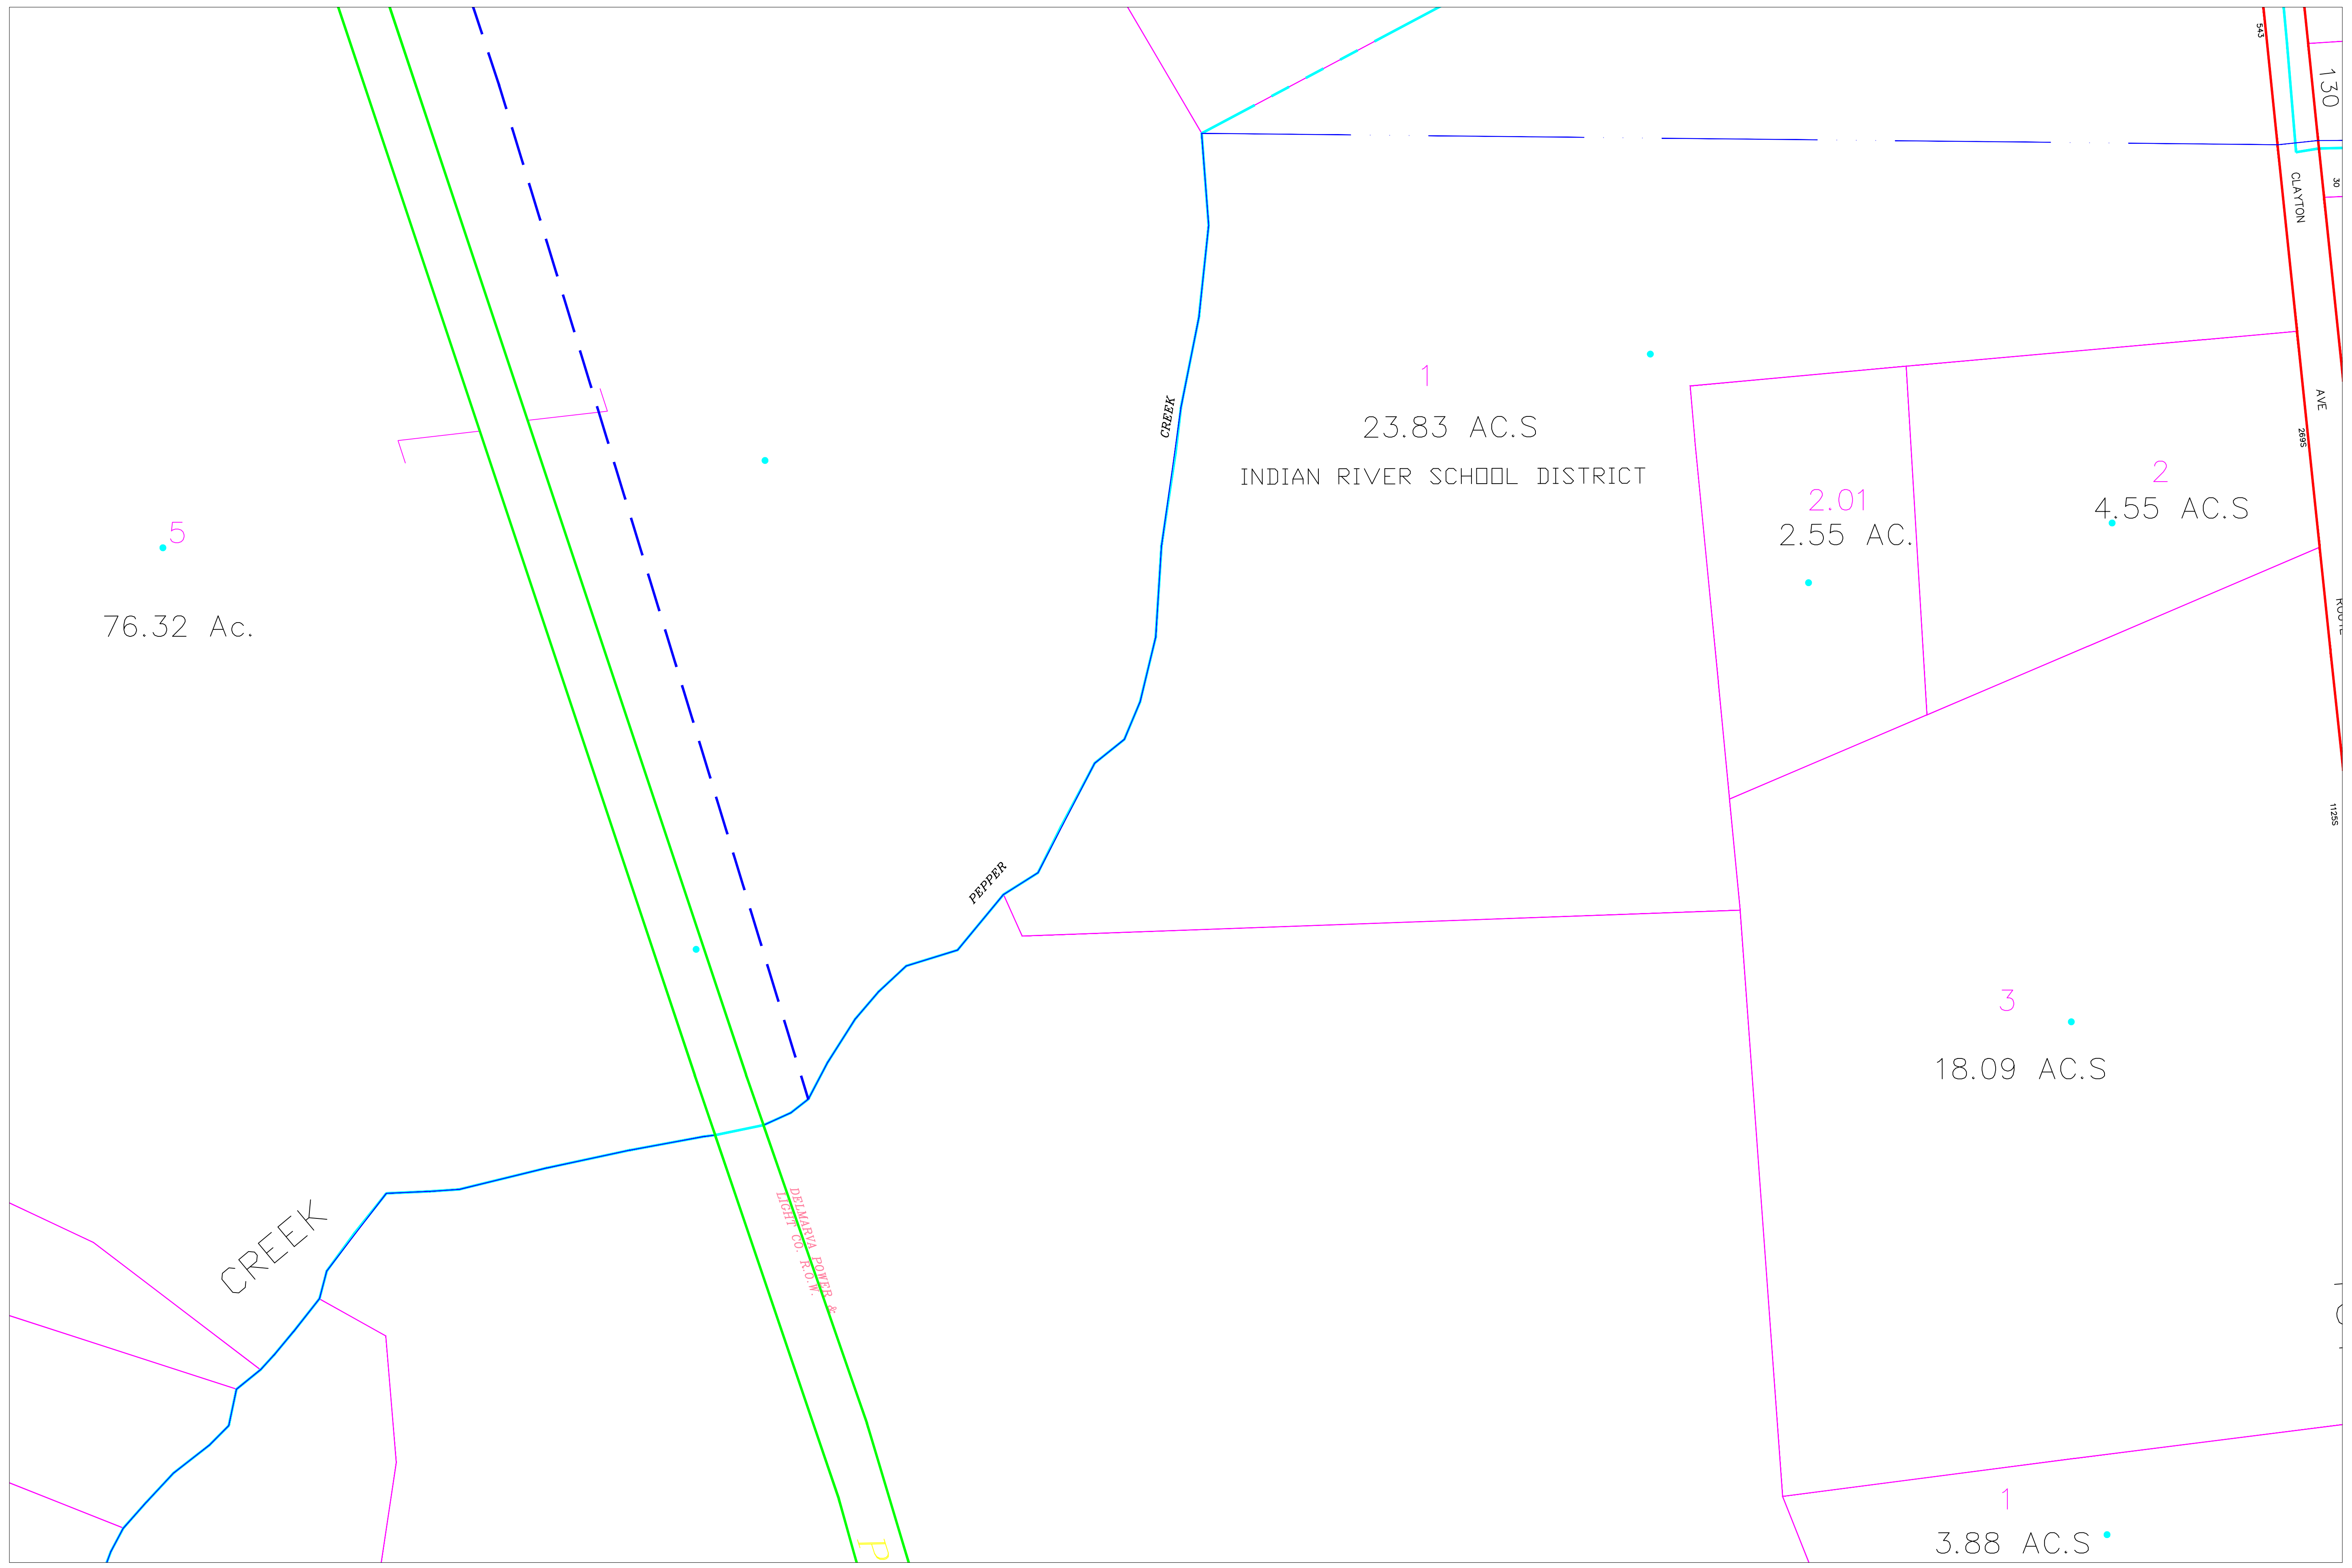 543
130
30
CLAYTON
AVE
269S
1125S
CREEK
1
23.83 AC.S
INDIAN RIVER SCHOOL DISTRICT
2.01
2.55 AC.
2
4.55 AC.S
5
76.32 Ac.
PEPPER
3
18.09 AC.S
CREEK
DELMARVA POWER &
LIGHT CO. R.O.W.
1
3.88 AC.S
P